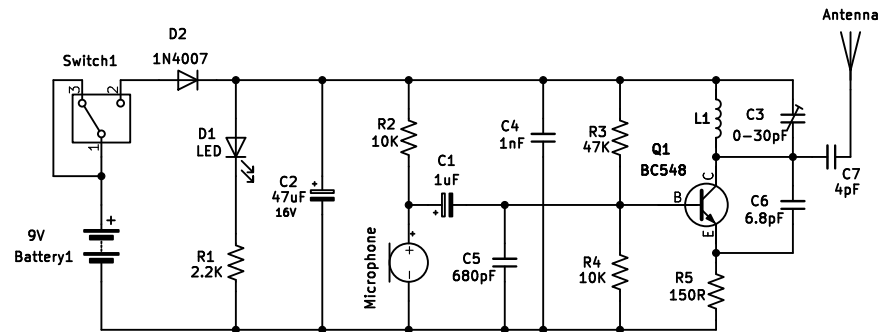 Antenna
D2
1N4007
Switch1
3
2
1
9V
Battery1
+
D1
LED
R1
2.2K
C2
47uF
16V
+
R2
10K
C1
1uF
+
Microphone
+
+
-
C4
1nF
C5
680pF
R3
47K
R4
10K
Q1
BC548
B
C
E
L1
C3
0-30pF
C6
6.8pF
C7
4pF
R5
150R